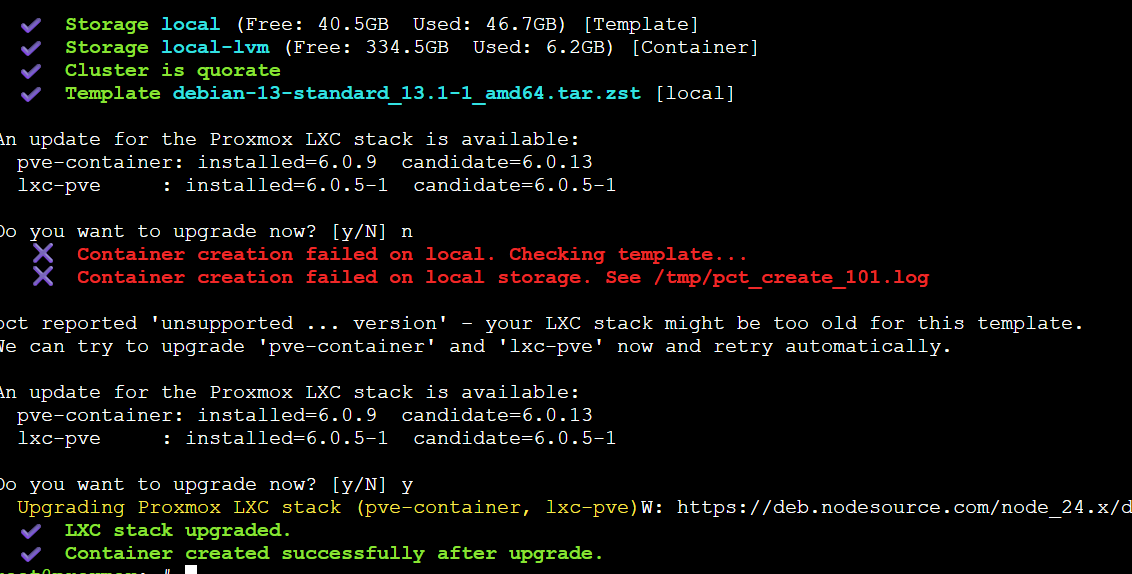 ✔ Storage local (Free: 40.5GB Used: 46.7GB) [Template]
✔ Storage local-lvm (Free: 334.5GB Used: 6.2GB) [Container]
✔ Cluster is quorate
✔ Template debian-13-standard_13.1-1_amd64.tar.zst [local]
An update for the Proxmox LXC stack is available:
pve-container: installed=6.0.9 candidate=6.0.13
lxc-pve : installed=6.0.5-1 candidate=6.0.5-1
Do you want to upgrade now? [y/N] n
✖ Container creation failed on local. Checking template...
✖ Container creation failed on local storage. See /tmp/pct_create_101.log
pct reported 'unsupported ... version' - your LXC stack might be too old for this template.
We can try to upgrade 'pve-container' and 'lxc-pve' now and retry automatically.
An update for the Proxmox LXC stack is available:
pve-container: installed=6.0.9 candidate=6.0.13
lxc-pve : installed=6.0.5-1 candidate=6.0.5-1
Do you want to upgrade now? [y/N] y
Upgrading Proxmox LXC stack (pve-container, lxc-pve)W: https://deb.nodesource.com/node_24.x/d
✔ LXC stack upgraded.
✔ Container created successfully after upgrade.